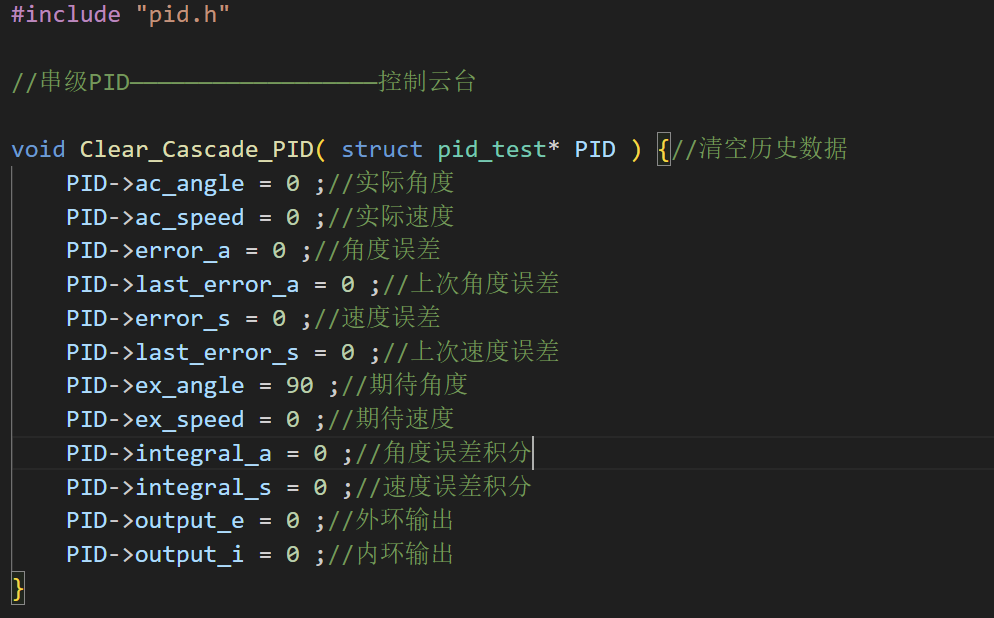 #include "pid.h"
//串级PID——————————————————控制云台
void Clear_Cascade_PID( struct pid_test* PID ) {//清空历史数据
PID->ac_angle = 0 ;//实际角度
PID->ac_speed = 0 ;//实际速度
PID->error_a = 0 ;//角度误差
PID->last_error_a = 0 ;//上次角度误差
PID->error_s = 0 ;//速度误差
PID->last_error_s = 0 ;//上次速度误差
PID->ex_angle = 90 ;//期待角度
PID->ex_speed = 0 ;//期待速度
PID->integral_a = 0 ;//角度误差积分
PID->integral_s = 0 ;//速度误差积分
PID->output_e = 0 ;//外环输出
PID->output_i = 0 ;//内环输出
}